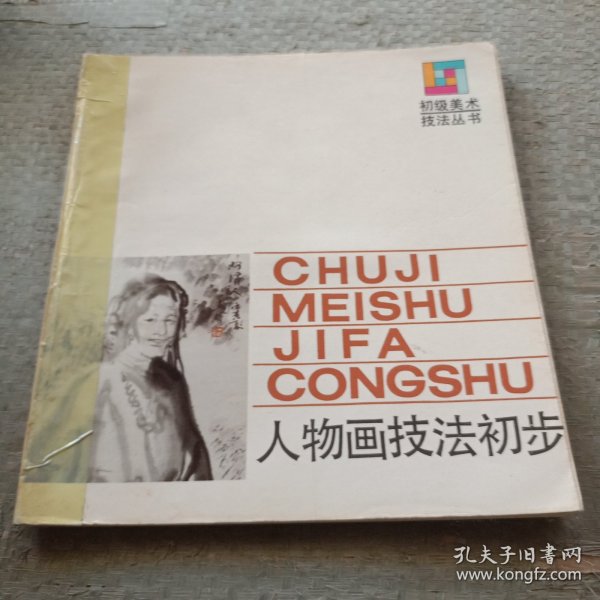 初级美术
技法丛书
CHUJI
MEISHU
JIFA
CONGSHU
人物画技法初步
孔夫子旧书网
www.kongfz.com